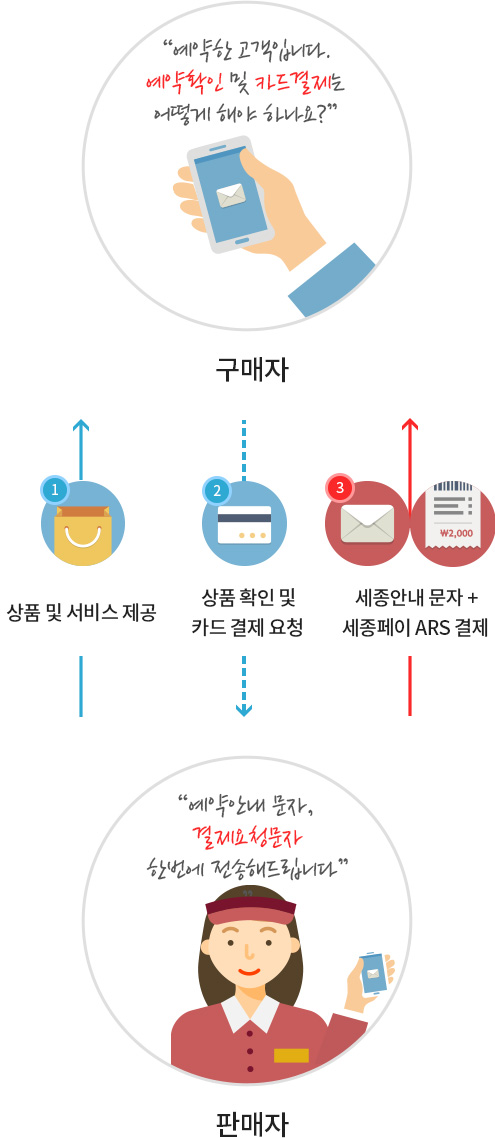 “예약한 고객입니다.
예약확인 및 카드결제는
어떻게 해야 하나요?”
구매자
1
2
3
₩2,000
상품 및 서비스 제공
상품 확인 및
카드 결제 요청
세종안내 문자 +
세종페이 ARS 결제
“예약안내 문자,
결제요청문자
한번에 전송해드립니다”
판매자